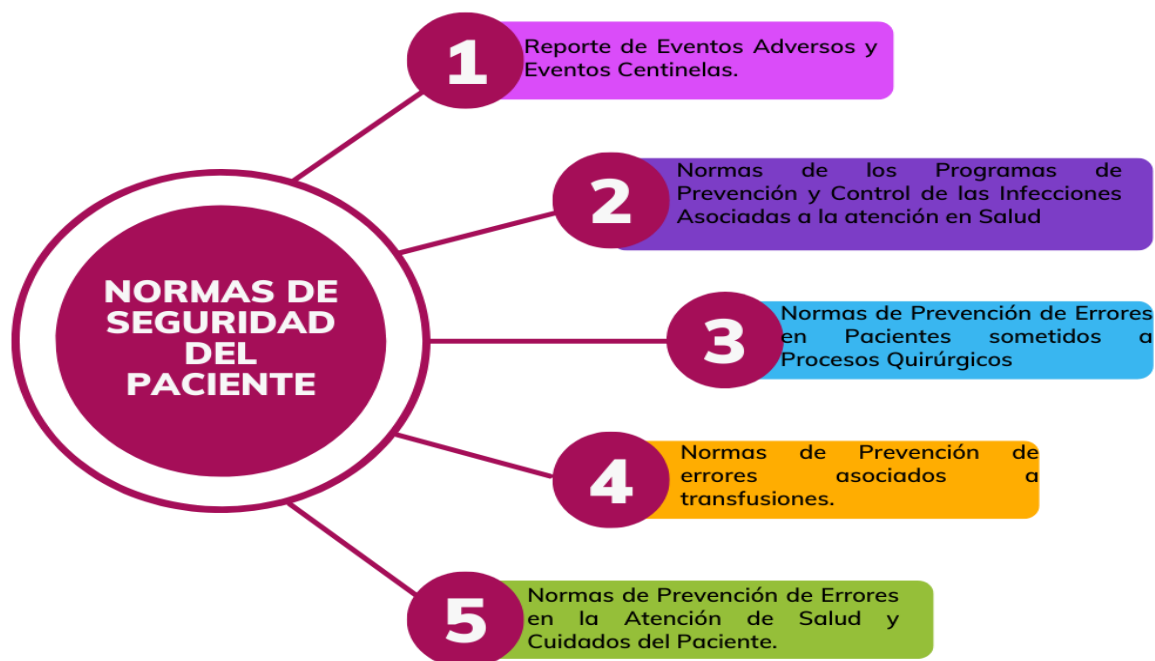 1
Reporte de Eventos Adversos y
Eventos Centinelas.
2
Normas de los Programas de
Prevención y Control de las Infecciones
Asociadas a la atención en Salud
NORMAS DE
SEGURIDAD
DEL
PACIENTE
3
Normas de Prevención de Errores
en Pacientes sometidos a
Procesos Quirúrgicos
4
Normas de Prevención de
errores asociados a
transfusiones.
5
Normas de Prevención de Errores
en la Atención de Salud y
Cuidados del Paciente.